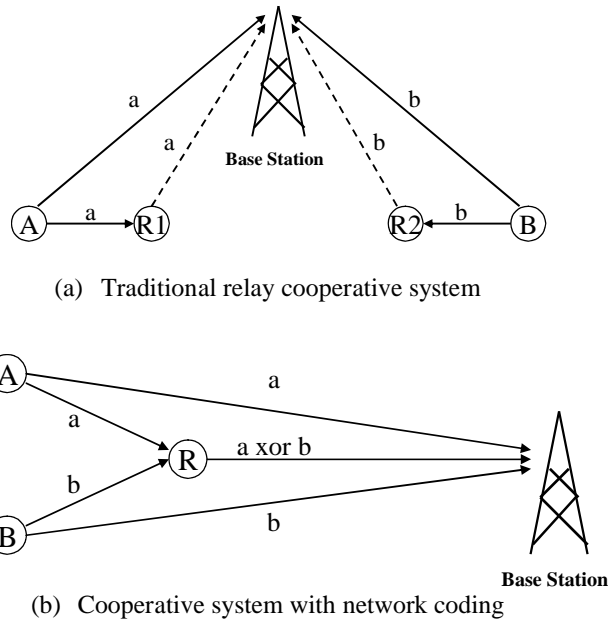 a
b
a
b
Base Station
A
a
R1
R2
b
B
(a) Traditional relay cooperative system
A
a
a
R
a xor b
b
b
B
Base Station
(b) Cooperative system with network coding